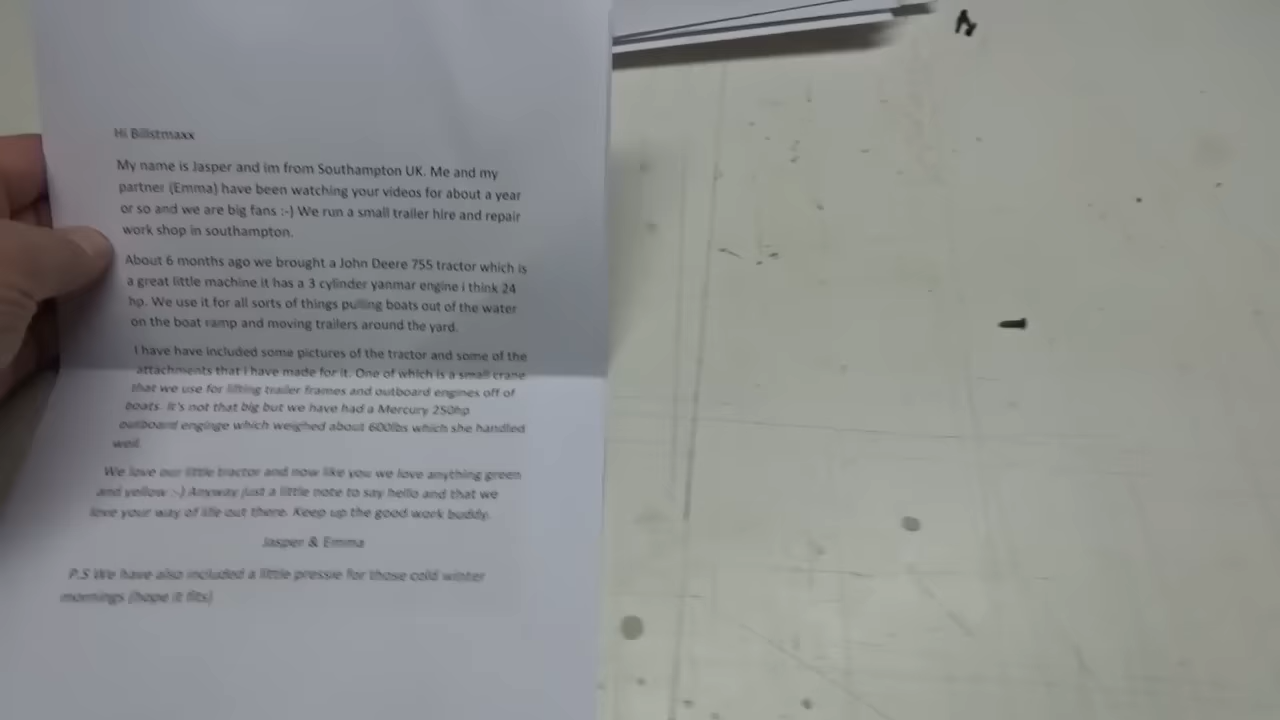 Hi Billstmaxx
My name is Jasper and im from Southampton UK. Me and my
partner (Emma) have been watching your videos for about a year
or so and we are big fans :-) We run a small trailer hire and repair
work shop in southampton.
About 6 months ago we brought a John Deere 755 tractor which is
a great little machine it has a 3 cylinder yanmar engine i think 24
hp. We use it for all sorts of things pulling boats out of the water
on the boat ramp and moving trailers around the yard.
I have have included some pictures of the tractor and some of the
attachments that I have made for it. One of which is a small crane
that we use for lifting trailer frames and outboard engines off of
boats. It's not that big but we have had a Mercury 250hp
outboard enginge which weighed about 600lbs which she handled
well.
We love our little tractor and now like you we love anything green
and yellow :-) Anyway just a little note to say hello and that we
love your way of life out there. Keep up the good work buddy.
Jasper & Emma
P.S We have also included a little pressie for those cold winter
mornings (hope it fits)